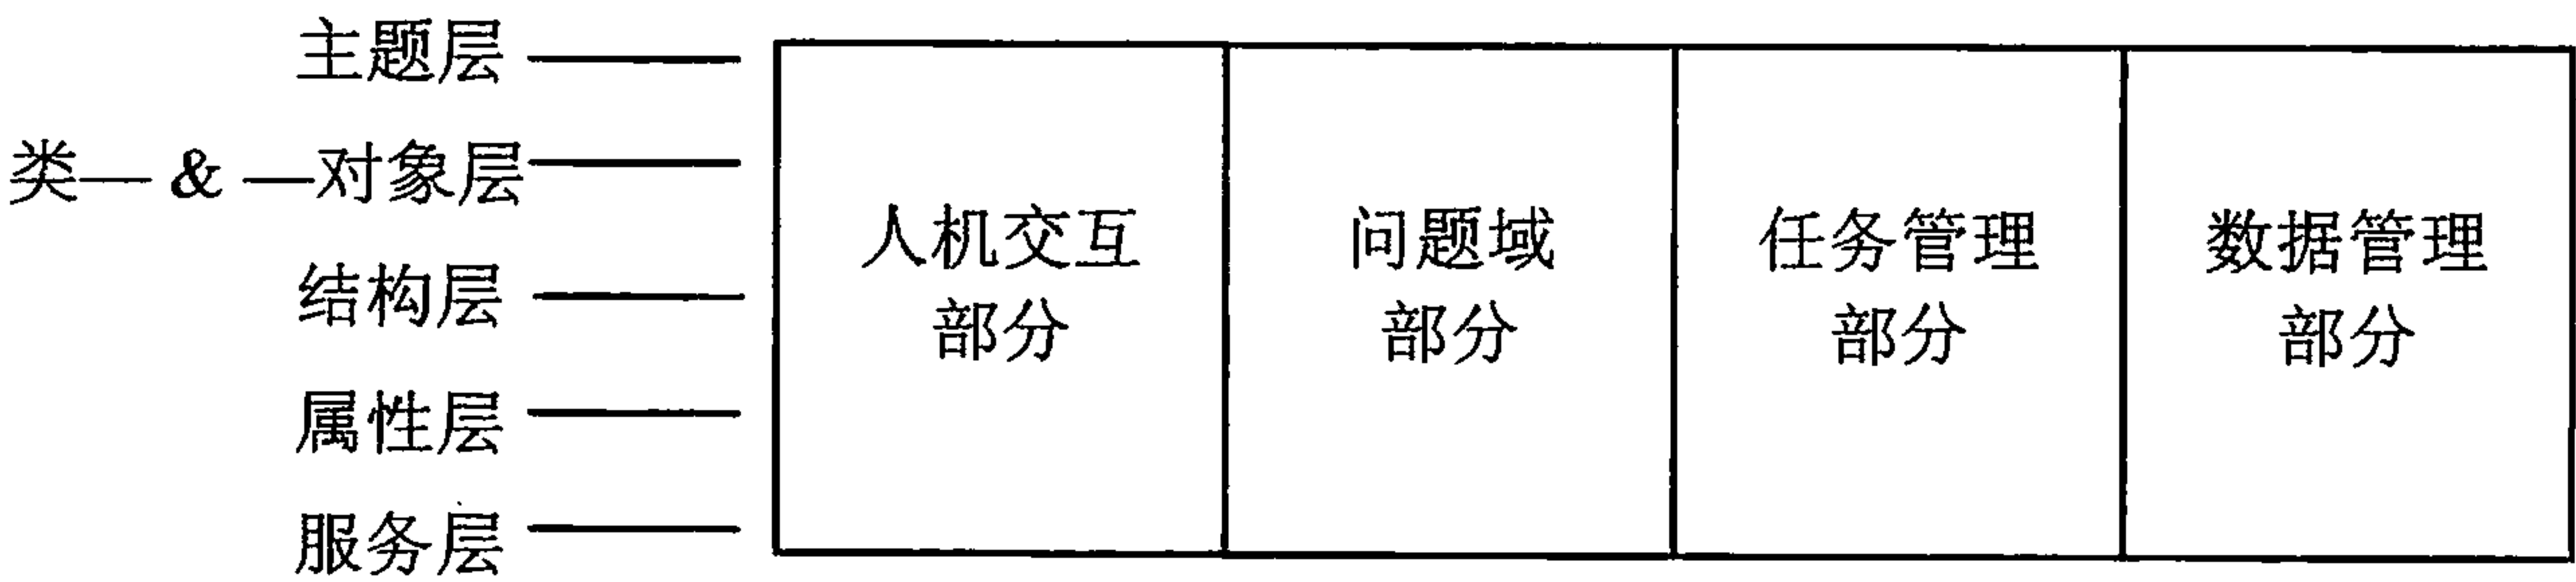 主题层
类— & —对象层
结构层
属性层
服务层
人机交互
部分
问题域
部分
任务管理
部分
数据管理
部分